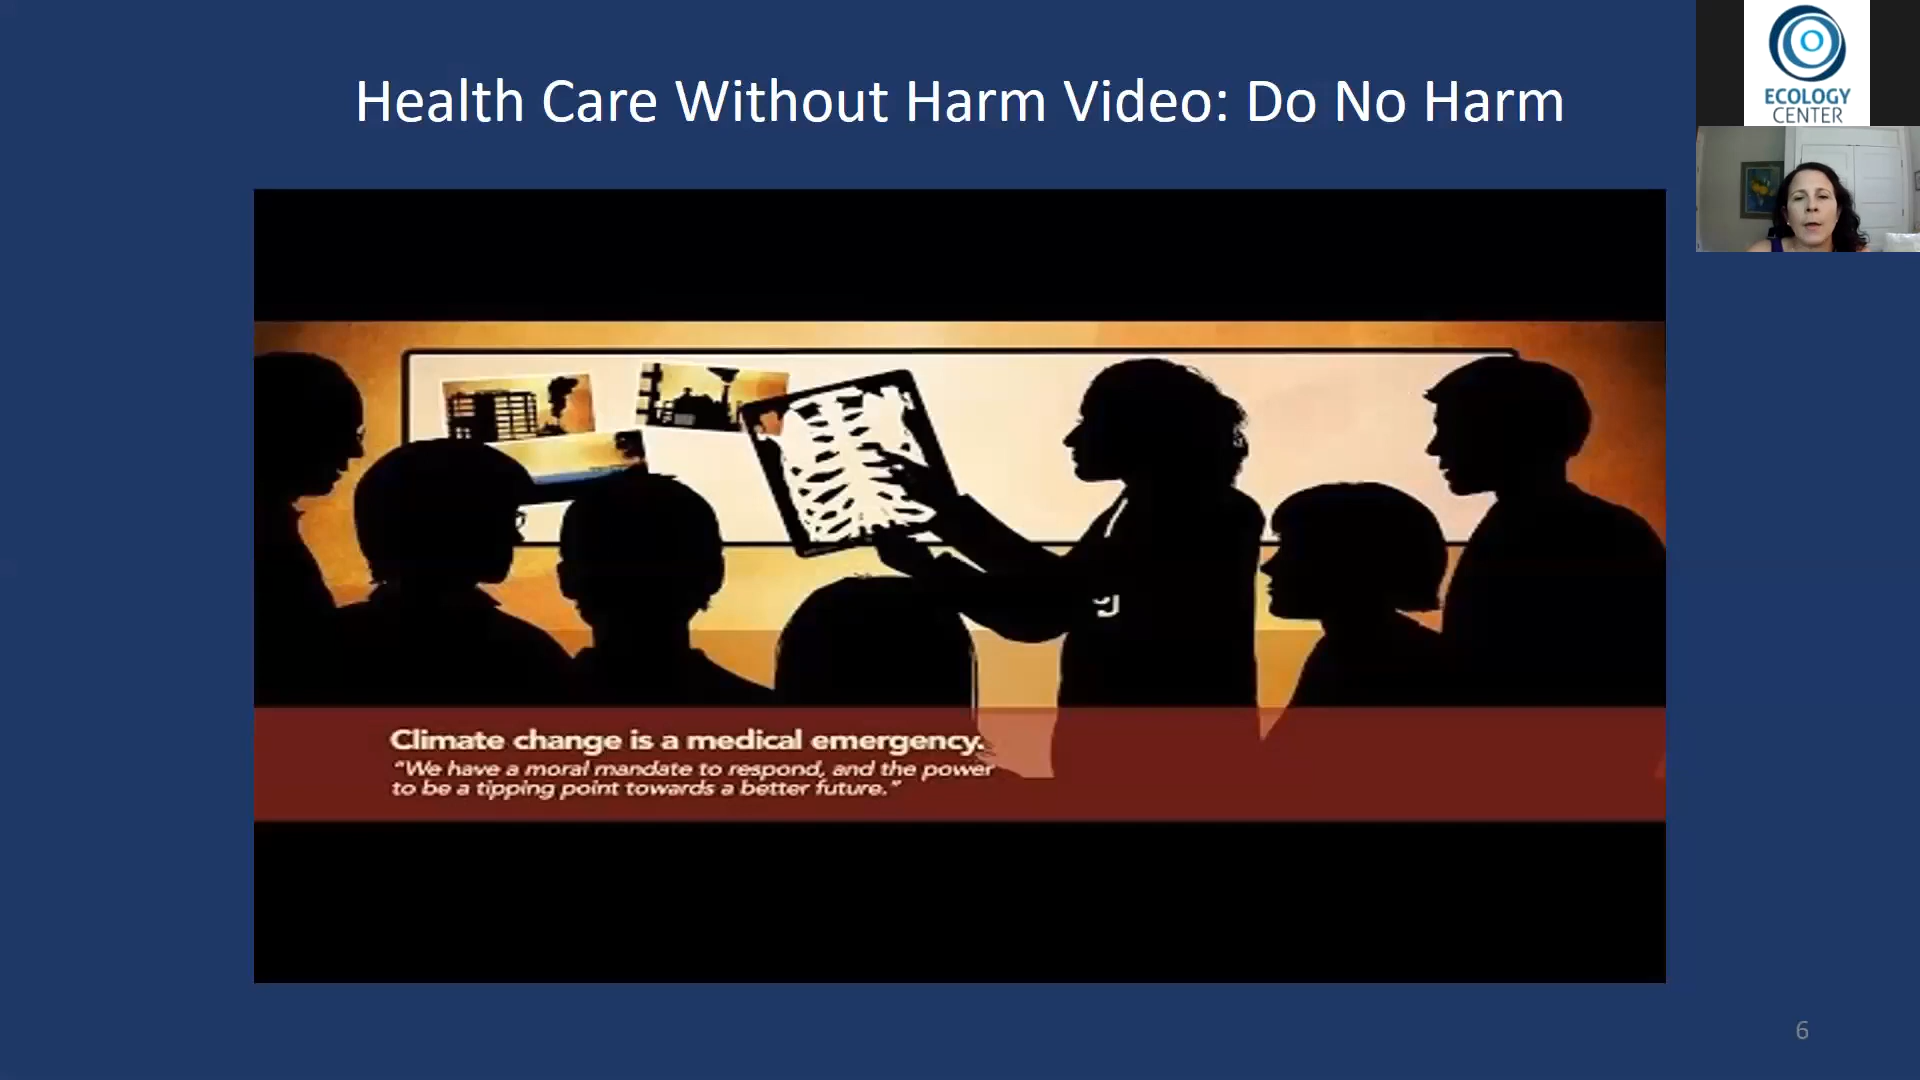 Health Care Without Harm Video: Do No Harm
ECOLOGY
CENTER
Climate change is a medical emergency.
“We have a moral mandate to respond, and the power
to be a tipping point towards a better future.”
6